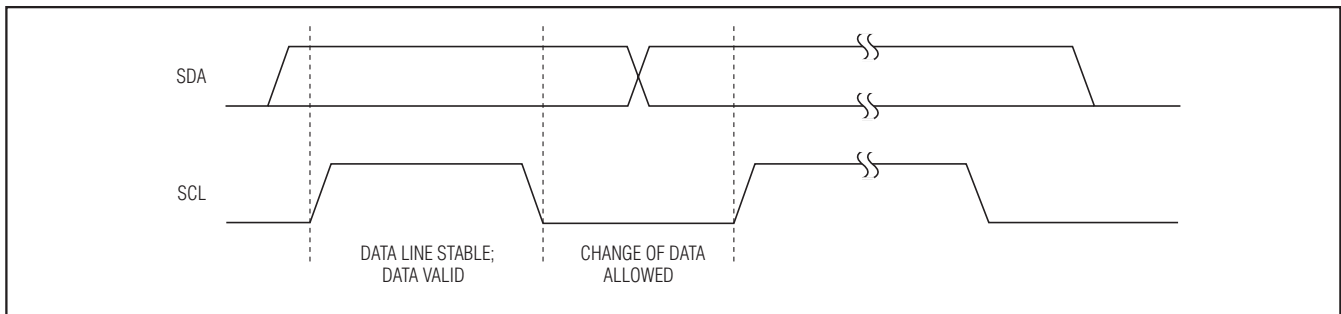 SDA
SCL
DATA LINE STABLE;
DATA VALID
CHANGE OF DATA
ALLOWED